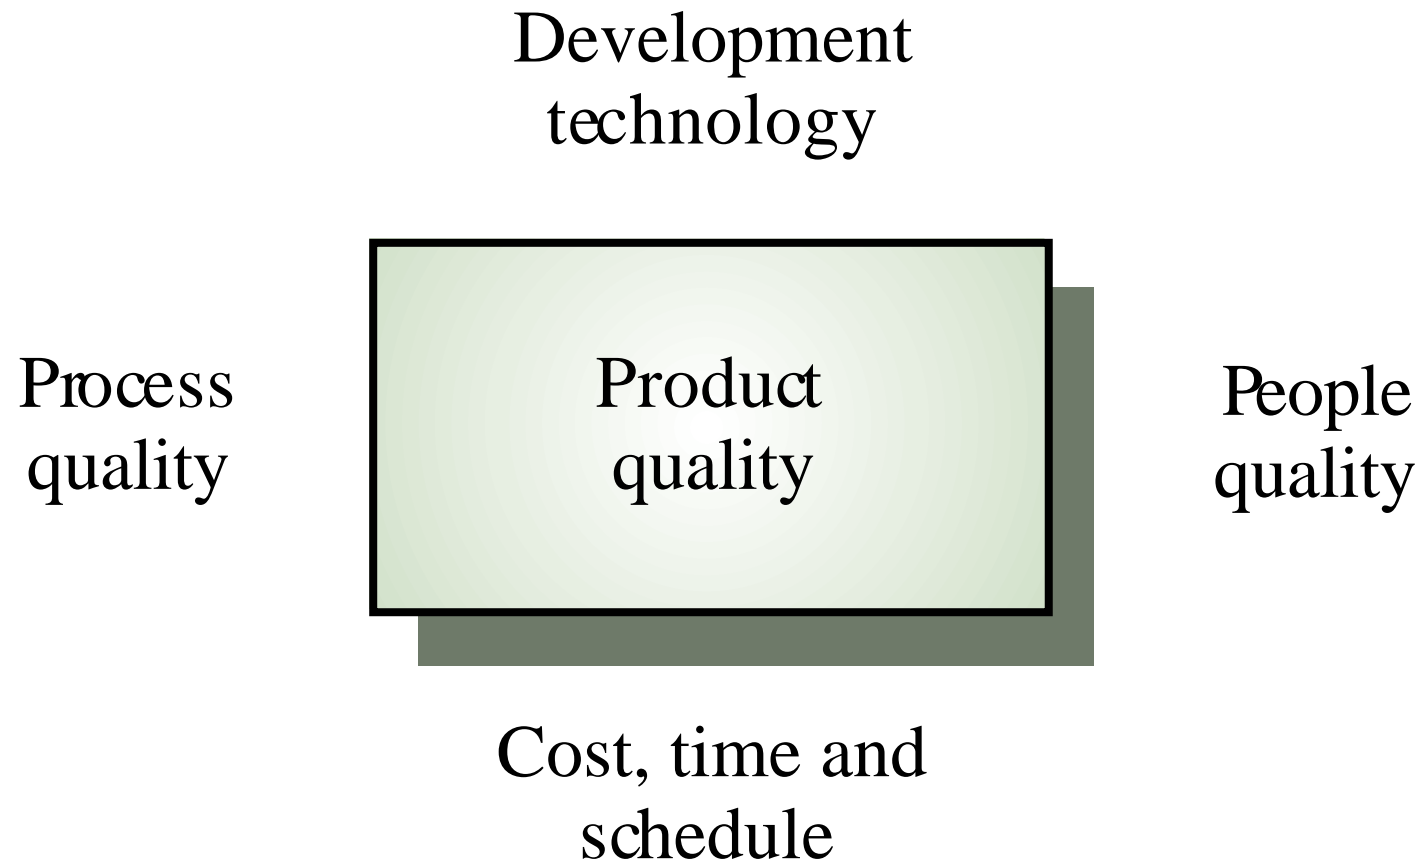 Development
technology
Process
quality
Product
quality
People
quality
Cost, time and
schedule